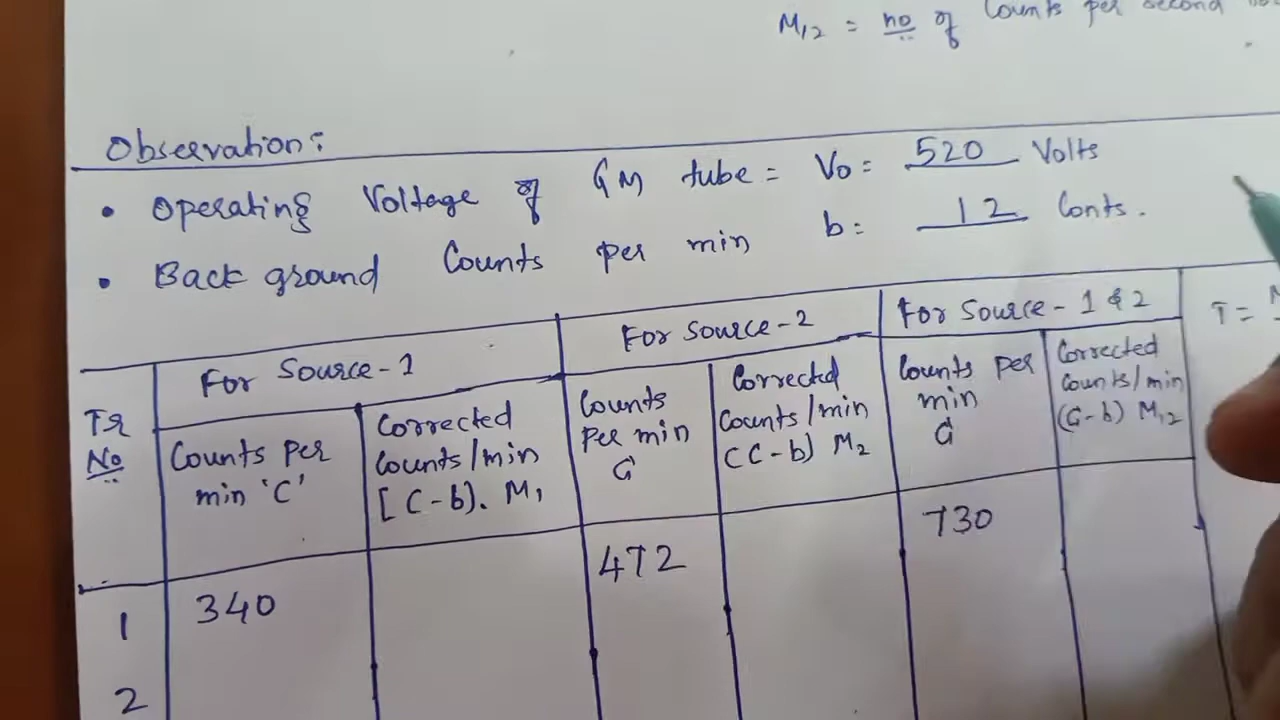 M12 = no of Counts per second
Observation:
• Operating Voltage of GM tube = Vo = 520 Volts
• Back ground Counts per min b: 12 Conts.
Tr No
For Source-1
Counts Per min 'C'
Corrected Counts/min [C-b). M1
For Source-2
Counts Per min C
Corrected Counts/min (C-b) M2
For Source-1 & 2
Counts Per min C
Corrected Counts/min (C-b) M12
T =
1 340 472 730
2